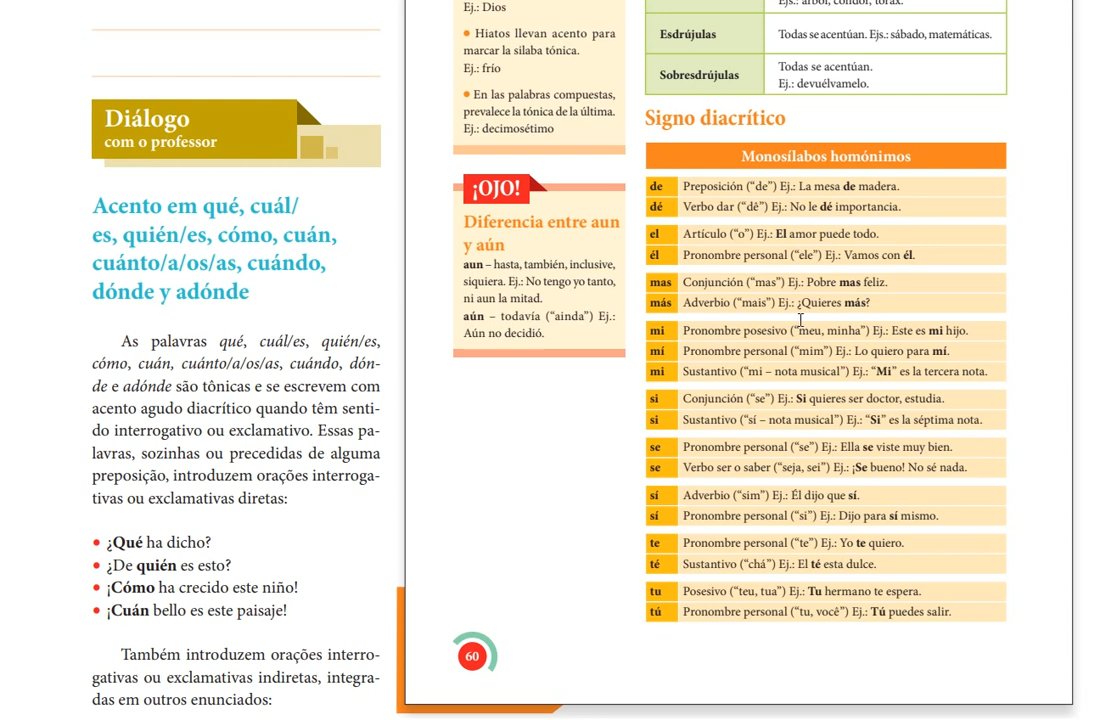 Diálogo
com o professor
Acento em qué, cuál/
es, quién/es, cómo, cuán,
cuánto/a/os/as, cuándo,
dónde y adónde
As palavras qué, cuál/es, quién/es,
cómo, cuán, cuánto/a/os/as, cuándo, dón-
de e adónde são tônicas e se escrevem com
acento agudo diacrítico quando têm senti-
do interrogativo ou exclamativo. Essas pa-
lavras, sozinhas ou precedidas de alguma
preposição, introduzem orações interroga-
tivas ou exclamativas diretas:
• ¿Qué ha dicho?
• ¿De quién es esto?
• ¡Cómo ha crecido este niño!
• ¡Cuán bello es este paisaje!
Também introduzem orações interro-
gativas ou exclamativas indiretas, integra-
das em outros enunciados:
Ej.: Dios
• Hiatos llevan acento para
marcar la sílaba tónica.
Ej.: frío
• En las palabras compuestas,
prevalece la tónica de la última.
Ej.: decimosétimo
¡OJO!
Diferencia entre aun
y aún
aun – hasta, también, inclusive,
siquiera. Ej.: No tengo yo tanto,
ni aun la mitad.
aún – todavía (“ainda”) Ej.:
Aún no decidió.
Ejs.: árbol, cóndor, tórax.
Esdrújulas Todas se acentúan. Ejs.: sábado, matemáticas.
Sobresdrújulas Todas se acentúan.
Ej.: devuélvamelo.
Signo diacrítico
Monosílabos homónimos
de Preposición (“de”) Ej.: La mesa de madera.
dé Verbo dar (“dê”) Ej.: No le dé importancia.
el Artículo (“o”) Ej.: El amor puede todo.
él Pronombre personal (“ele”) Ej.: Vamos con él.
mas Conjunción (“mas”) Ej.: Pobre mas feliz.
más Adverbio (“mais”) Ej.: ¿Quieres más?
mi Pronombre posesivo (“meu, minha”) Ej.: Este es mi hijo.
mí Pronombre personal (“mim”) Ej.: Lo quiero para mí.
mi Sustantivo (“mi – nota musical”) Ej.: “Mi” es la tercera nota.
si Conjunción (“se”) Ej.: Si quieres ser doctor, estudia.
si Sustantivo (“sí – nota musical”) Ej.: “Si” es la séptima nota.
se Pronombre personal (“se”) Ej.: Ella se viste muy bien.
se Verbo ser o saber (“seja, sei”) Ej.: ¡Se bueno! No sé nada.
sí Adverbio (“sim”) Ej.: Él dijo que sí.
sí Pronombre personal (“si”) Ej.: Dijo para sí mismo.
te Pronombre personal (“te”) Ej.: Yo te quiero.
té Sustantivo (“chá”) Ej.: El té esta dulce.
tu Posesivo (“teu, tua”) Ej.: Tu hermano te espera.
tú Pronombre personal (“tu, você”) Ej.: Tú puedes salir.
60